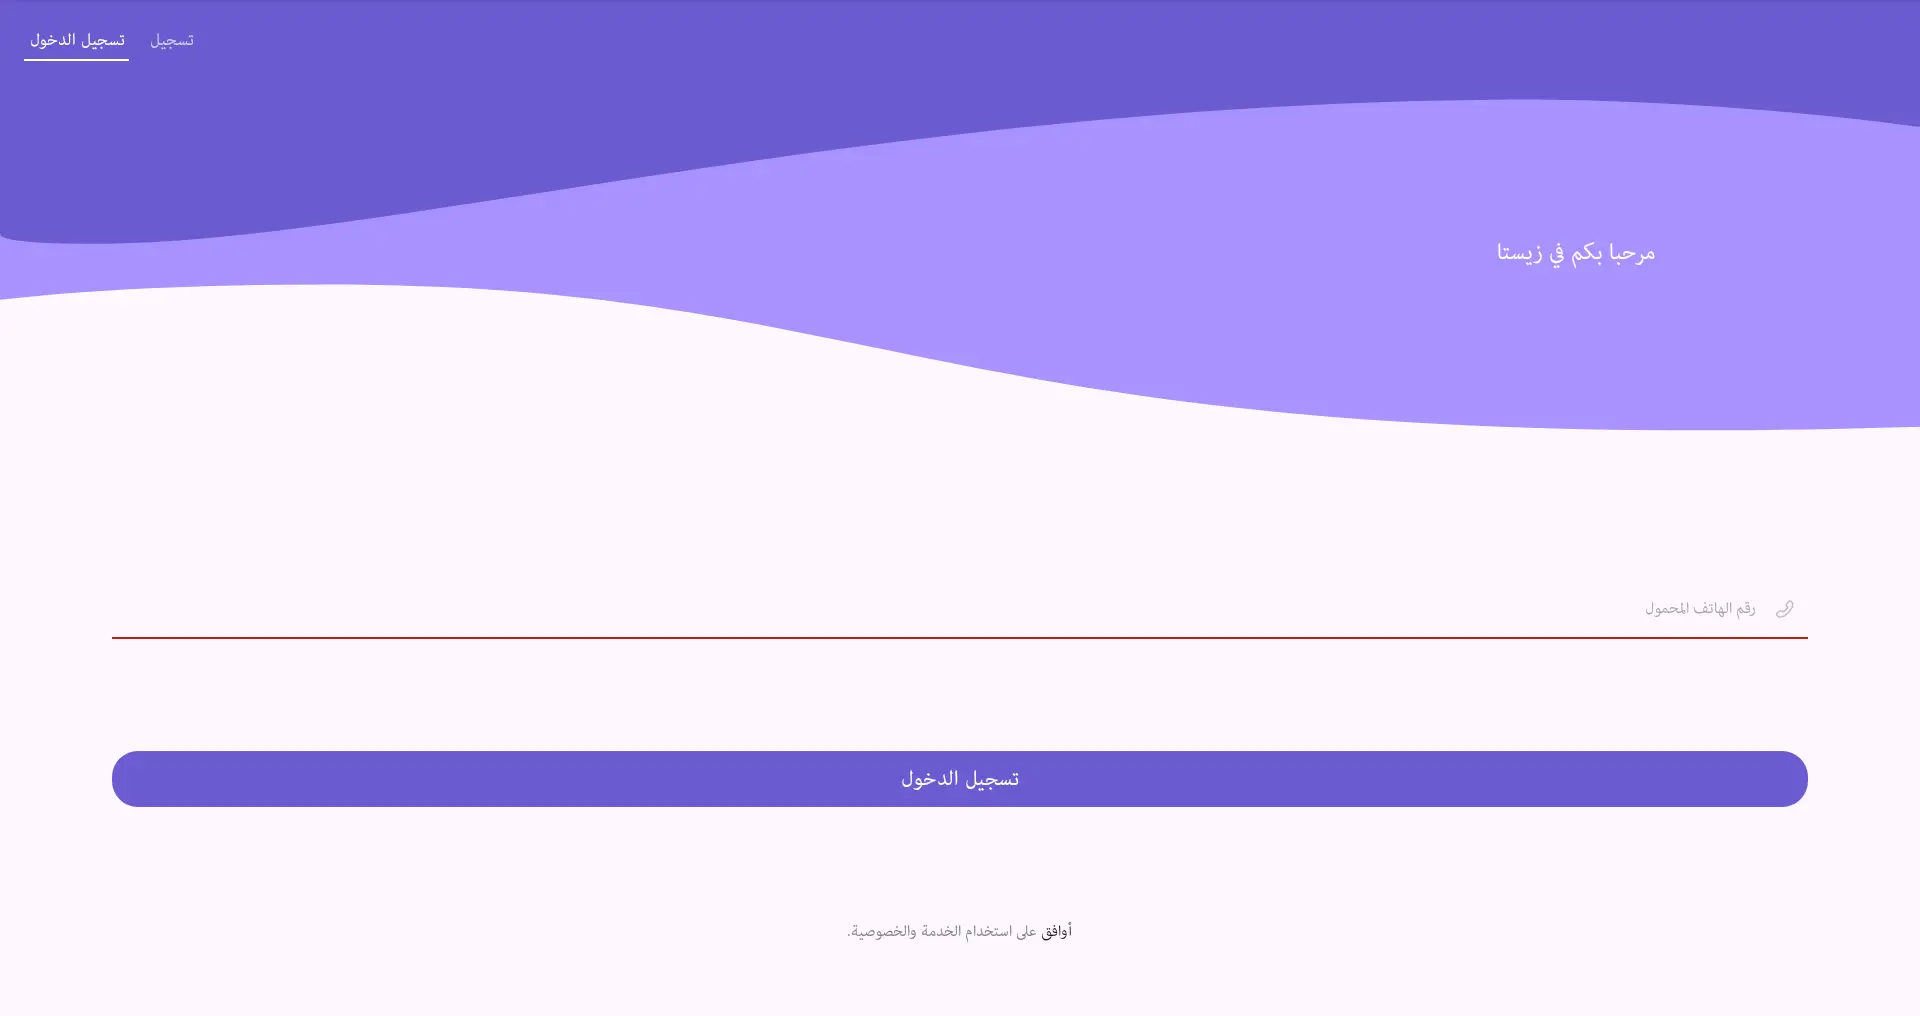 تسجيل
تسجيل الدخول
مرحبا بكم في زيستا
رقم الهاتف المحمول
تسجيل الدخول
أوافق على استخدام الخدمة والخصوصية.